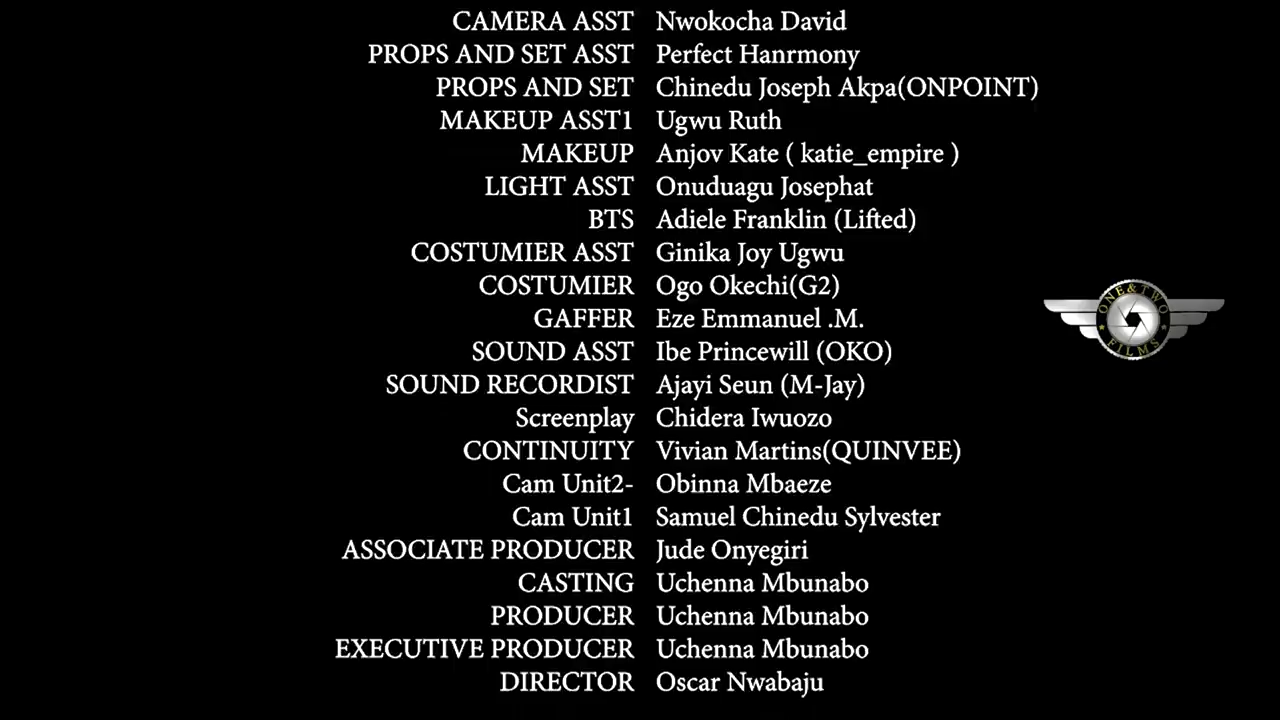 CAMERA ASST Nwokocha David
PROPS AND SET ASST Perfect Hanrmony
PROPS AND SET Chinedu Joseph Akpa(ONPOINT)
MAKEUP ASST1 Ugwu Ruth
MAKEUP Anjov Kate ( katie_empire )
LIGHT ASST Onuduagu Josephat
BTS Adiele Franklin (Lifted)
COSTUMIER ASST Ginika Joy Ugwu
COSTUMIER Ogo Okechi(G2)
GAFFER Eze Emmanuel .M.
SOUND ASST Ibe Princewill (OKO)
SOUND RECORDIST Ajayi Seun (M-Jay)
Screenplay Chidera Iwuozo
CONTINUITY Vivian Martins(QUINVEE)
Cam Unit2- Obinna Mbaeze
Cam Unit1 Samuel Chinedu Sylvester
ASSOCIATE PRODUCER Jude Onyegiri
CASTING Uchenna Mbunabo
PRODUCER Uchenna Mbunabo
EXECUTIVE PRODUCER Uchenna Mbunabo
DIRECTOR Oscar Nwabaju
ONE&TWO
FILMS